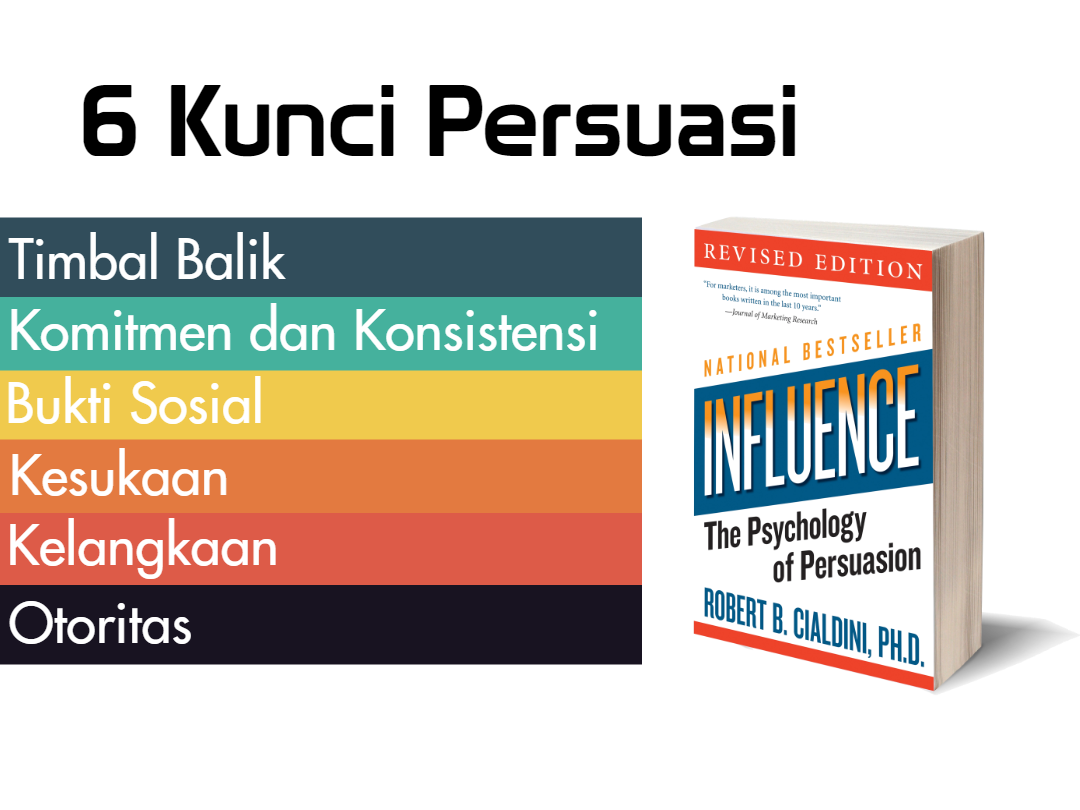 6 Kunci Persuasi
Timbal Balik
Komitmen dan Konsistensi
Bukti Sosial
Kesukaan
Kelangkaan
Otoritas
REVISED EDITION
"For marketers, it is among the most important
books written in the last 10 years."
—Journal of Marketing Research
NATIONAL BESTSELLER
INFLUENCE
The Psychology
of Persuasion
ROBERT B. CIALDINI, PH.D.